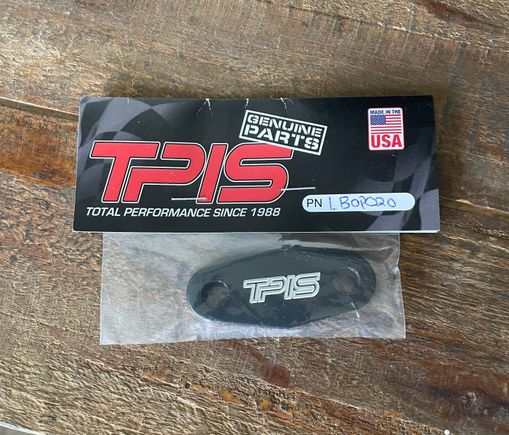 GENUINE
PARTS
MADE IN THE
USA
TPIS
TOTAL PERFORMANCE SINCE 1988
PN
TPIS